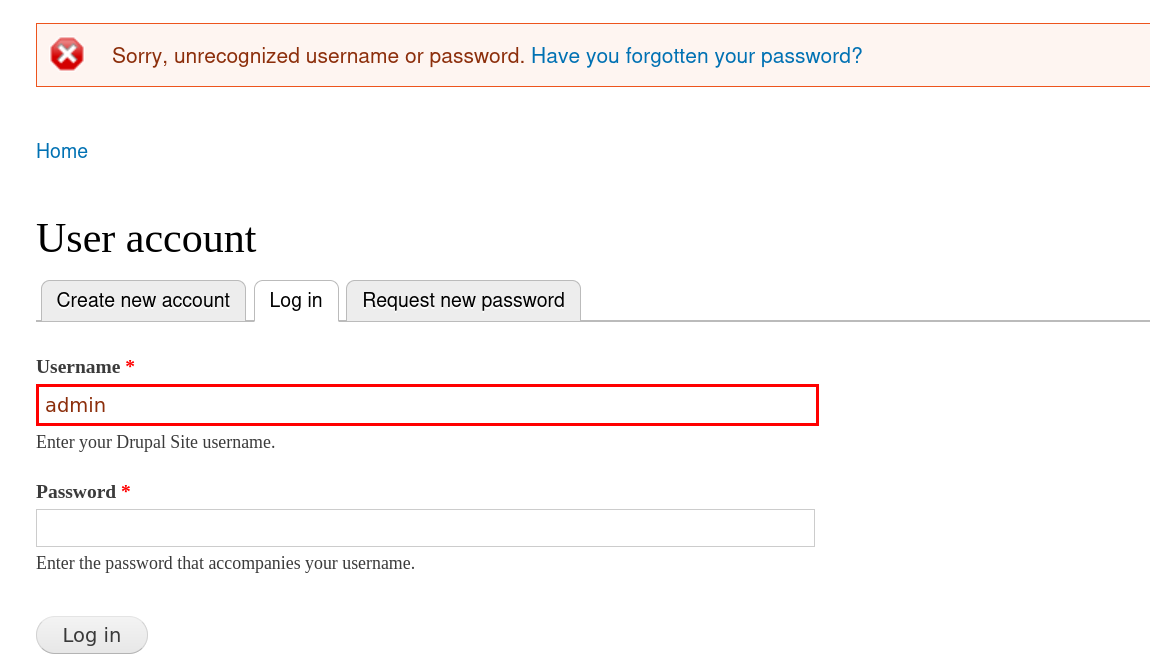 Sorry, unrecognized username or password. Have you forgotten your password?
Home
User account
Create new account Log in Request new password
Username *
admin
Enter your Drupal Site username.
Password *
Enter the password that accompanies your username.
Log in